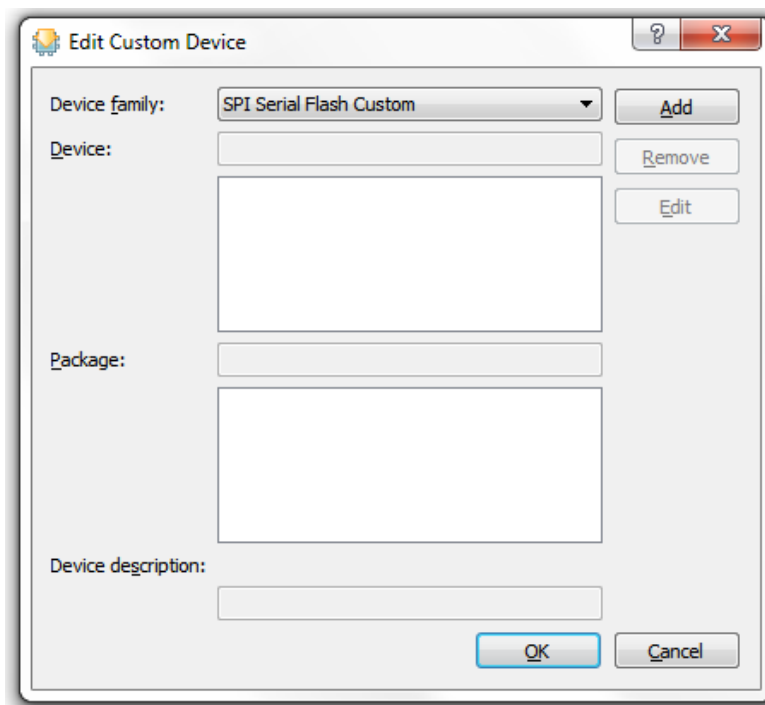 Edit Custom Device
Device family: SPI Serial Flash Custom Add
Device: Remove
Edit
Package:
Device description:
OK Cancel